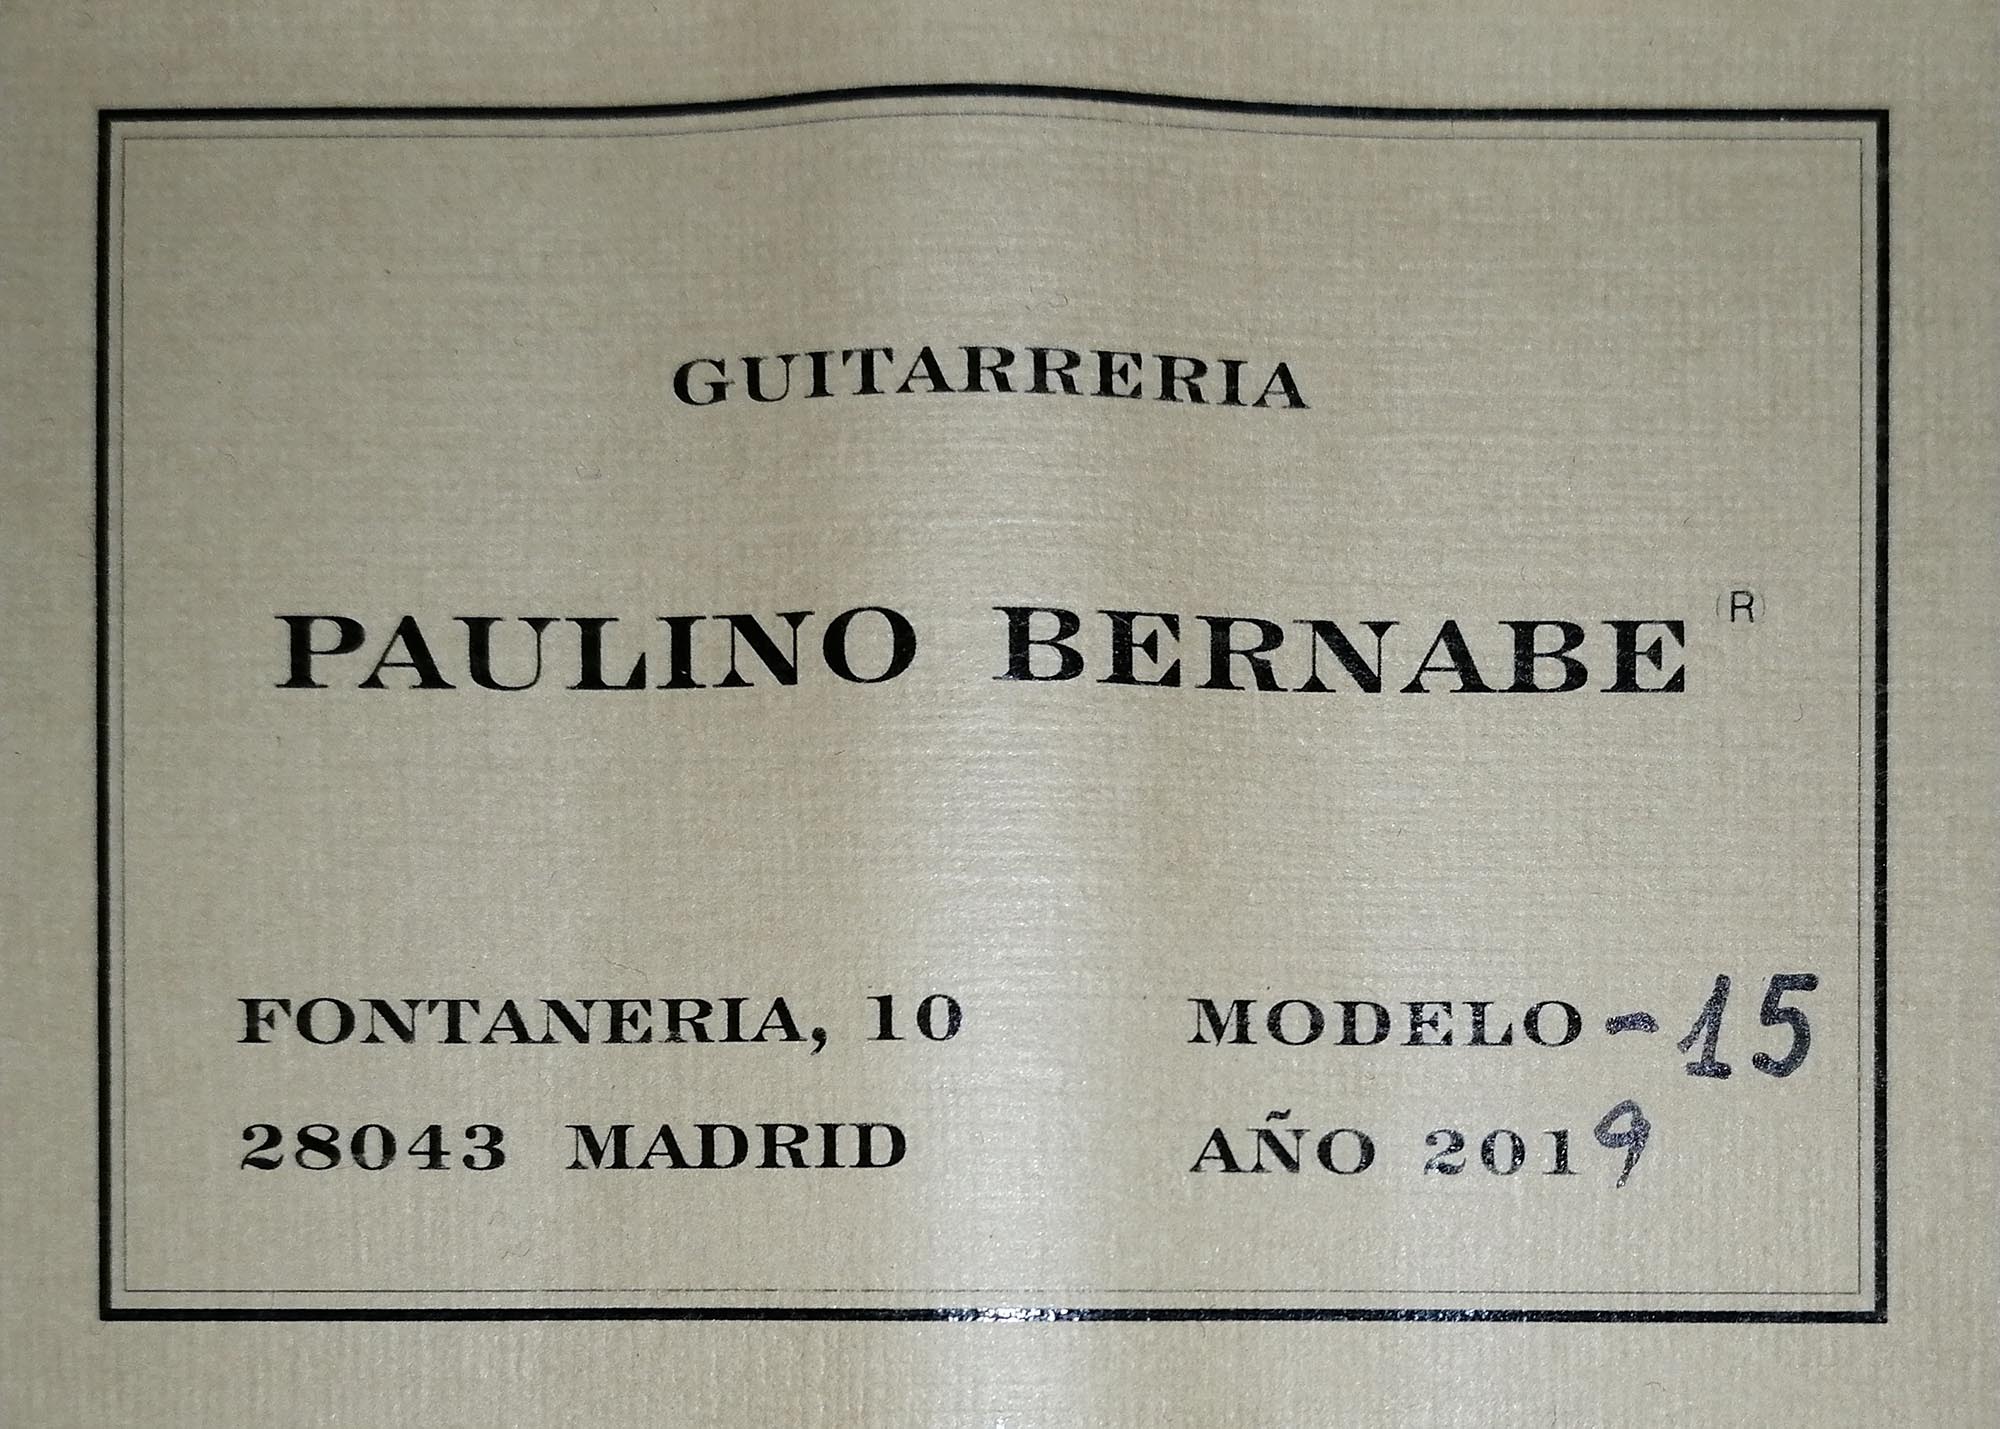 GUITARRERIA
PAULINO BERNABE (R)
FONTANERIA, 10
28043 MADRID
MODELO -15
AÑO 2019